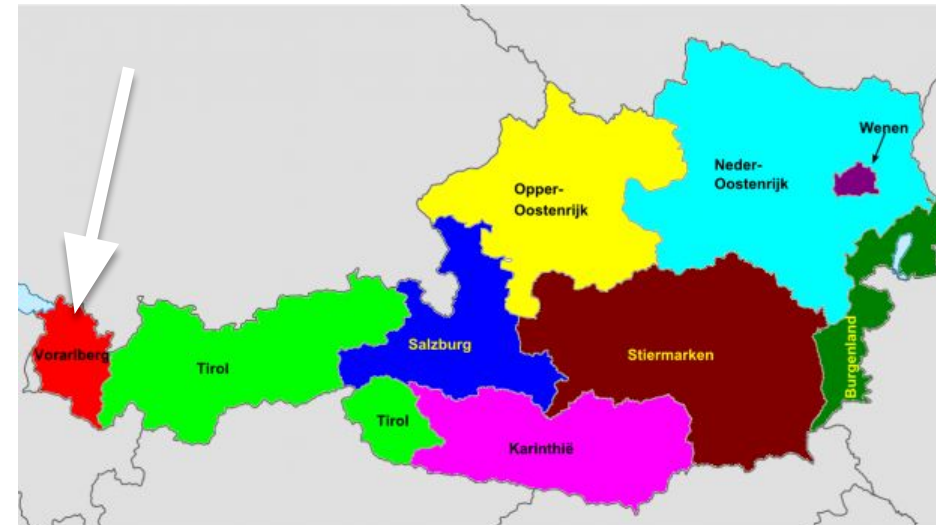 Wenen
Neder-
Oostenrijk
Opper-
Oostenrijk
Salzburg
Stiermarken
Burgenland
Vorarlberg
Tirol
Tirol
Karinthië